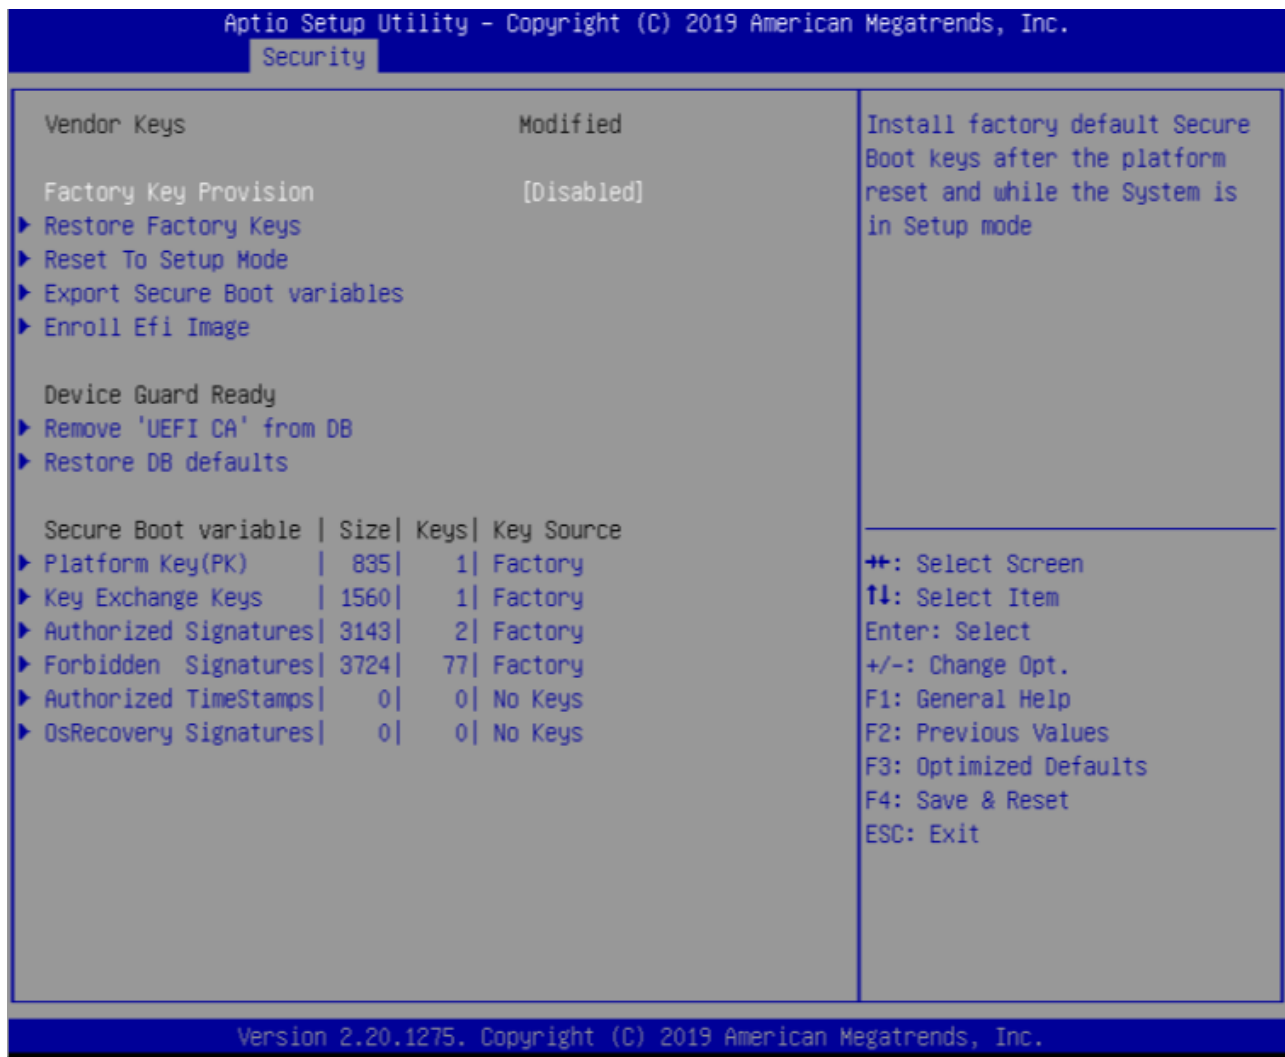 Aptio Setup Utility – Copyright (C) 2019 American Megatrends, Inc.
Security
Vendor Keys Modified
Factory Key Provision [Disabled]
Restore Factory Keys
Reset To Setup Mode
Export Secure Boot variables
Enroll Efi Image
Device Guard Ready
Remove 'UEFI CA' from DB
Restore DB defaults
Secure Boot variable | Size| Keys| Key Source
Platform Key(PK) | 835| 1| Factory
Key Exchange Keys | 1560| 1| Factory
Authorized Signatures| 3143| 2| Factory
Forbidden Signatures| 3724| 77| Factory
Authorized TimeStamps| 0| 0| No Keys
OsRecovery Signatures| 0| 0| No Keys
Install factory default Secure
Boot keys after the platform
reset and while the System is
in Setup mode
→←: Select Screen
↑↓: Select Item
Enter: Select
+/-: Change Opt.
F1: General Help
F2: Previous Values
F3: Optimized Defaults
F4: Save & Reset
ESC: Exit
Version 2.20.1275. Copyright (C) 2019 American Megatrends, Inc.